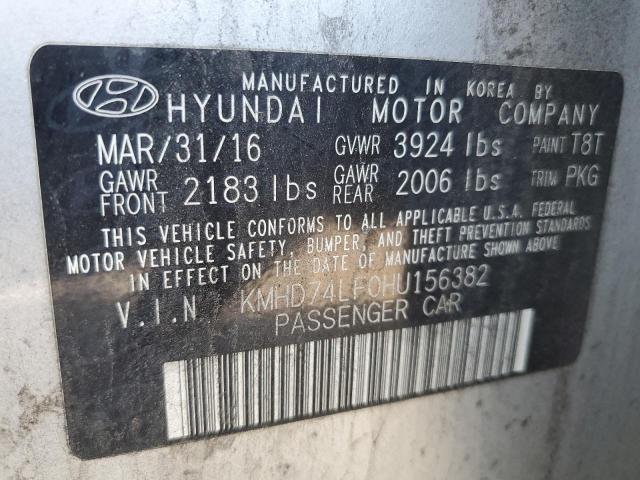 MANUFACTURED IN KOREA BY
HYUNDAI MOTOR COMPANY
MAR/31/16 GVWR 3924 lbs PAINT T8T
GAWR FRONT 2183 lbs GAWR REAR 2006 lbs TRIM PKG
THIS VEHICLE CONFORMS TO ALL APPLICABLE U.S.A. FEDERAL
MOTOR VEHICLE SAFETY, BUMPER, AND THEFT PREVENTION STANDARDS
IN EFFECT ON THE DATE OF MANUFACTURE SHOWN ABOVE
V.I.N KMHD74LF0HU156382
PASSENGER CAR